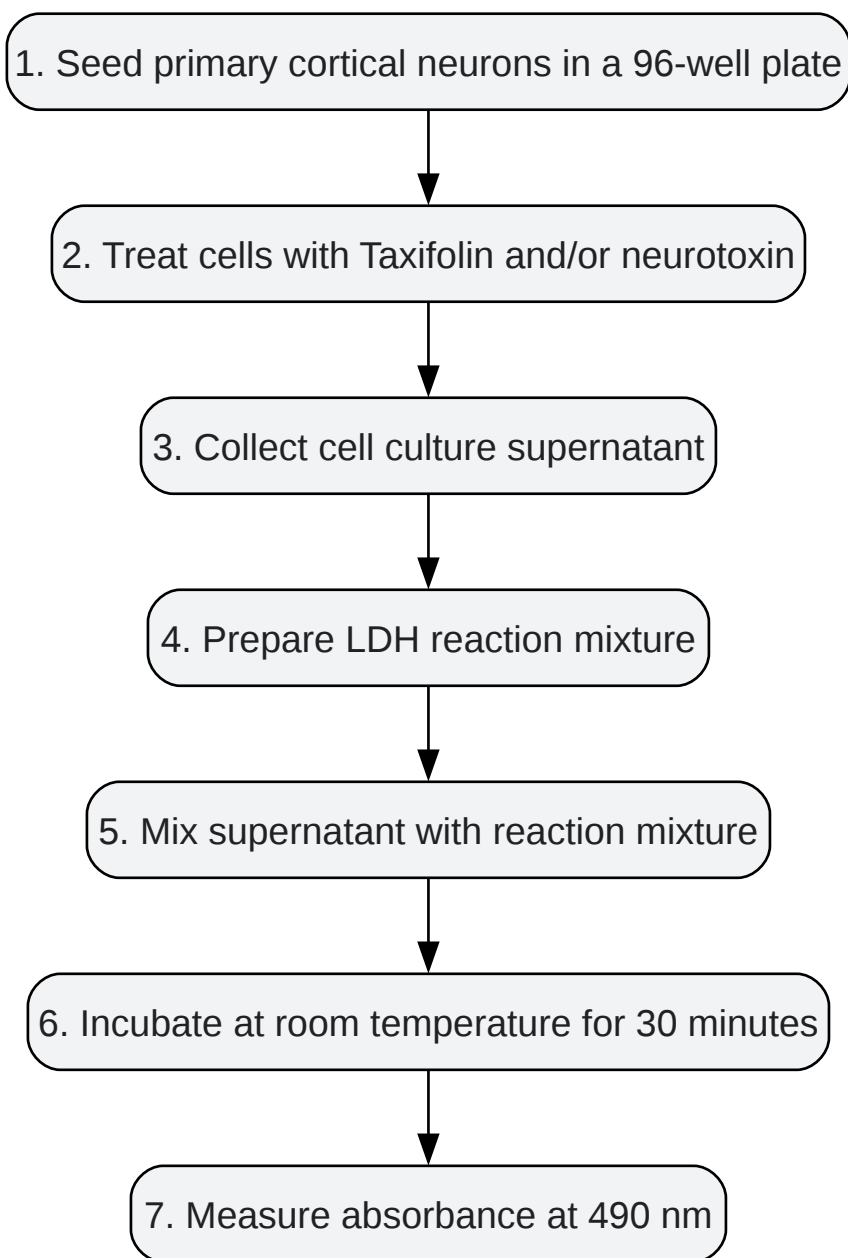 1. Seed primary cortical neurons in a 96-well plate
2. Treat cells with Taxifolin and/or neurotoxin
3. Collect cell culture supernatant
4. Prepare LDH reaction mixture
5. Mix supernatant with reaction mixture
6. Incubate at room temperature for 30 minutes
7. Measure absorbance at 490 nm